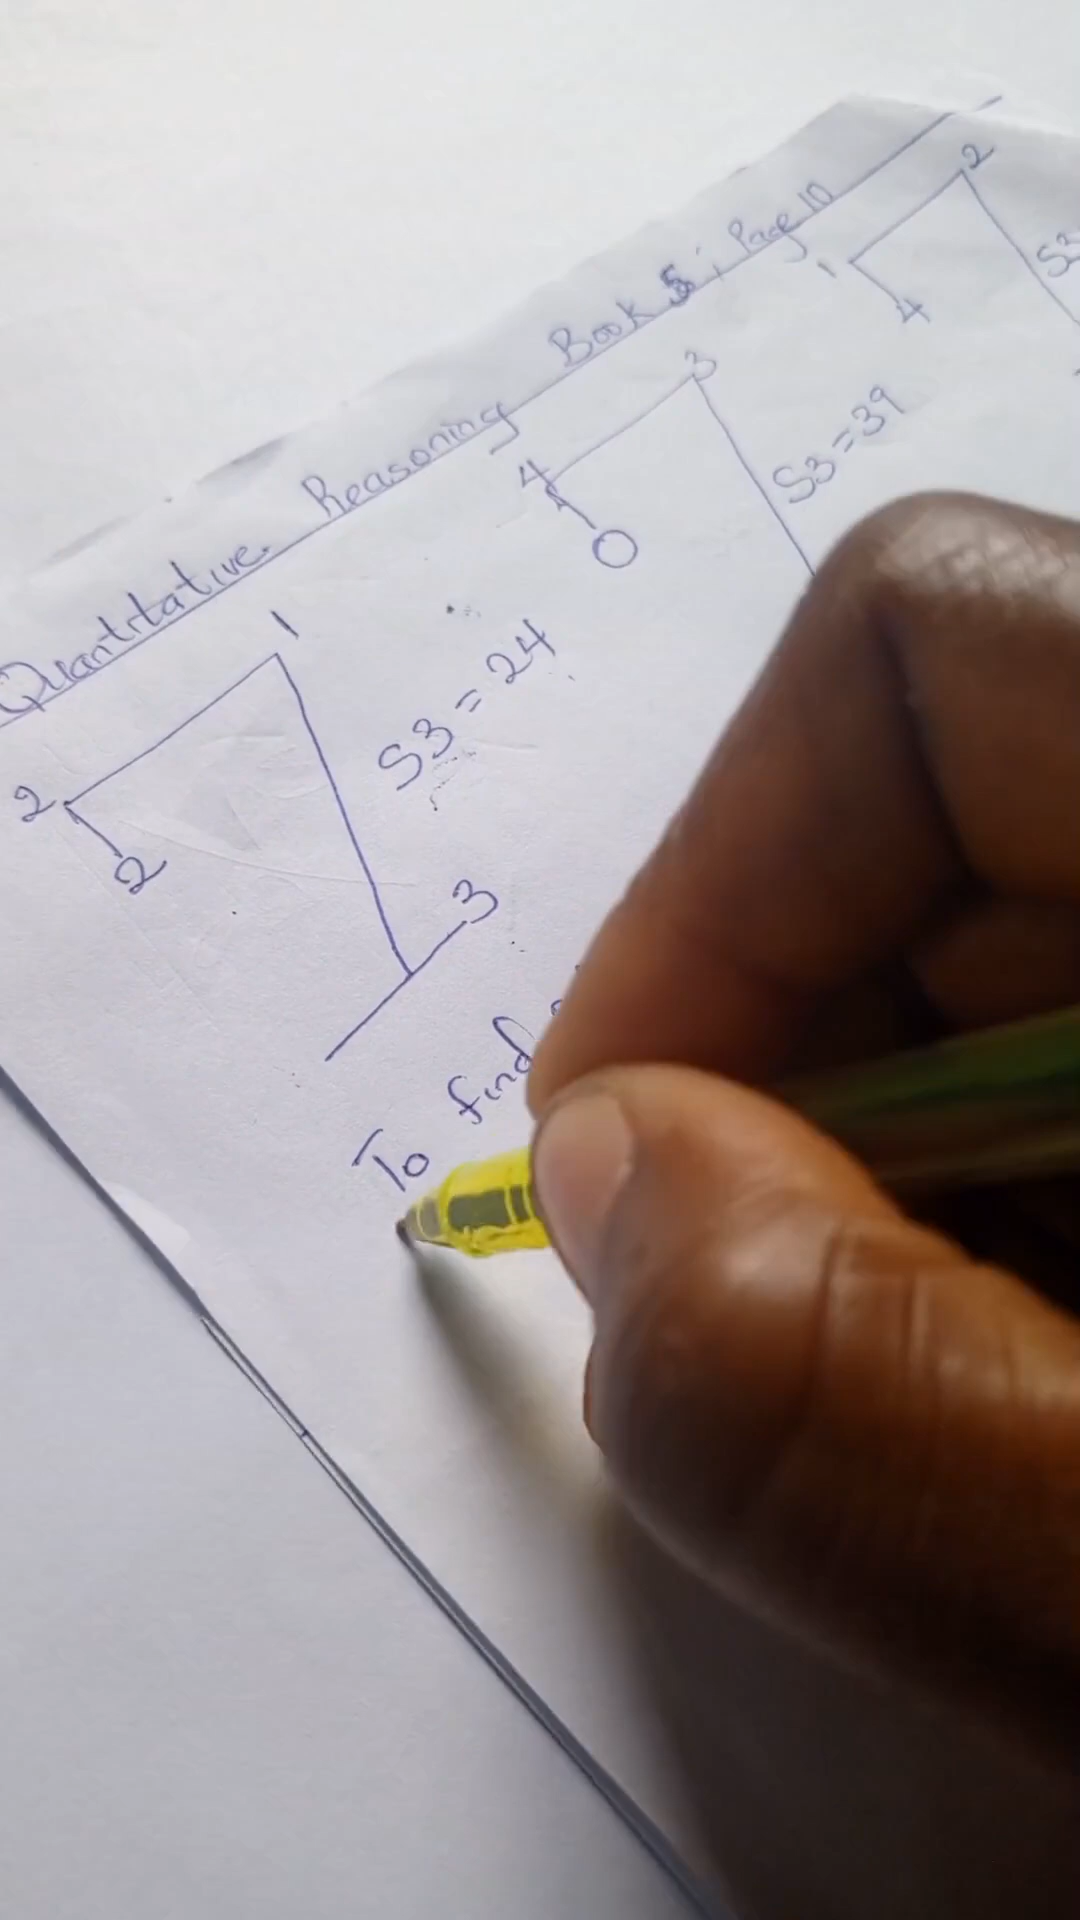 Quantitative Reasoning Book 5; Page 10
1
2
2
S3 = 24
3
3
4
0
S3 = 39
2
1
4
S3
To find